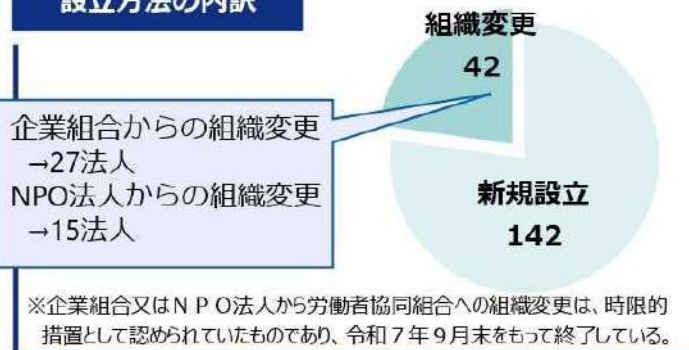 設立方法の内訳
組織変更
42
企業組合からの組織変更
→27法人
NPO法人からの組織変更
→15法人
新規設立
142
※企業組合又はＮＰＯ法人から労働者協同組合への組織変更は、時限的
措置として認められていたものであり、令和７年９月末をもって終了している。